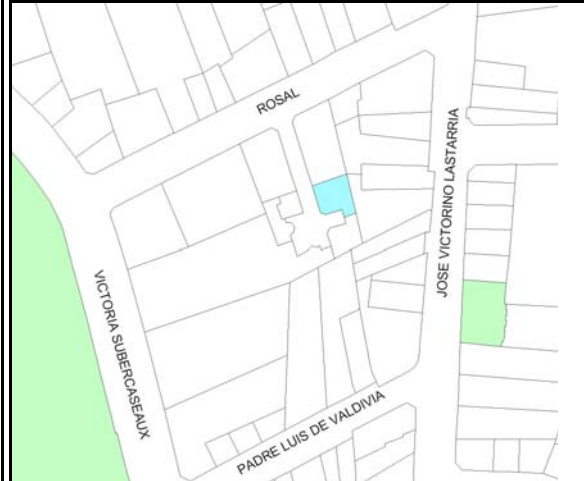 ROSAL
JOSE VICTORINO LASTARRIA
VICTORIA SUBERCASEAUX
PADRE LUIS DE VALDIVIA